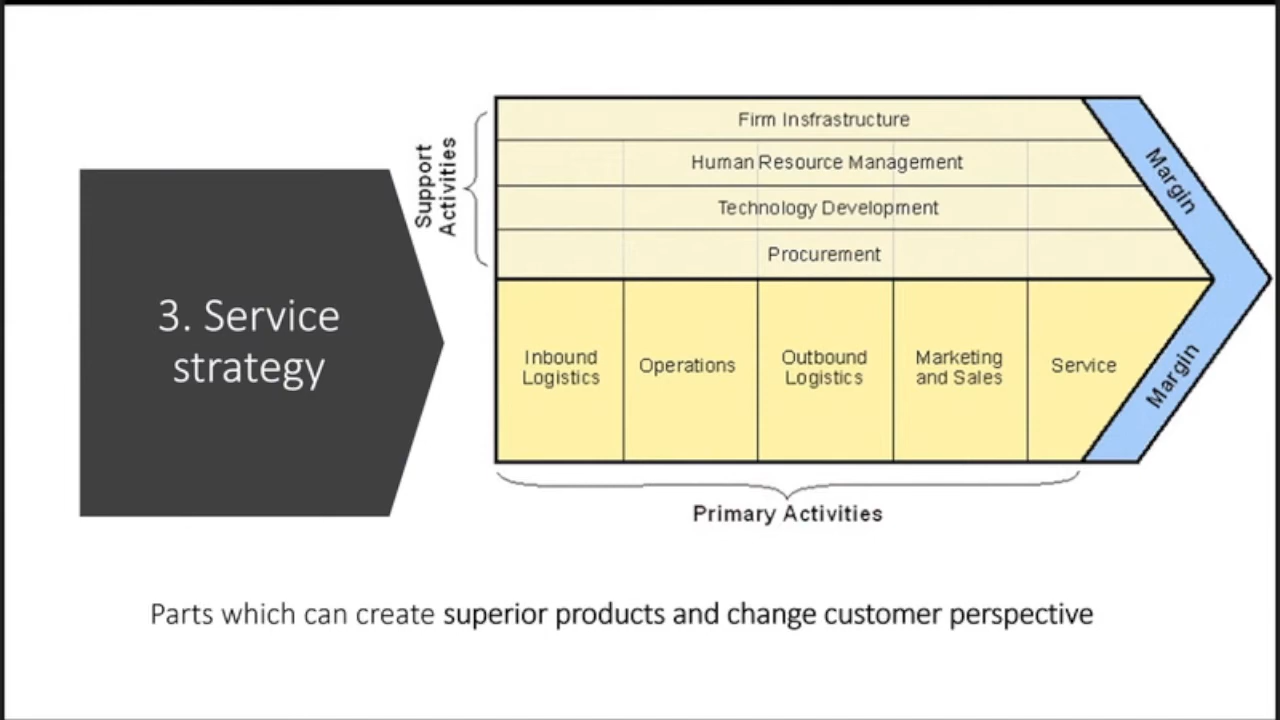 3. Service
strategy
Support
Activities
Firm Insfrastructure
Human Resource Management
Technology Development
Procurement
Inbound
Logistics
Operations
Outbound
Logistics
Marketing
and Sales
Service
Margin
Margin
Primary Activities
Parts which can create superior products and change customer perspective